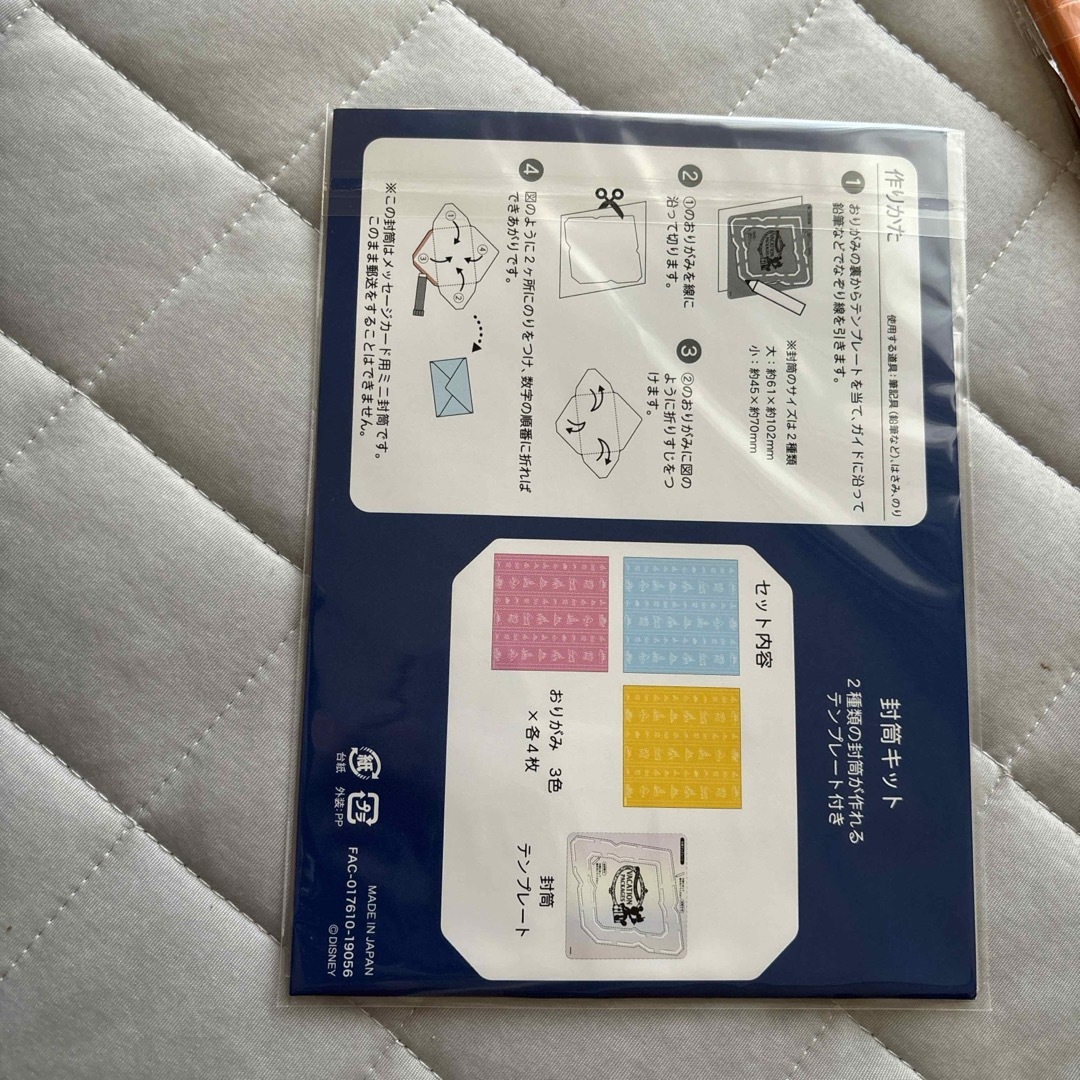 作りかた
使用する道具：筆記具（鉛筆など）、はさみ、のり
1
おりがみの裏からテンプレートを当て、ガイドに沿って
鉛筆などでなぞり線を引きます。
※封筒のサイズは2種類
大：約61×約102mm
小：約45×約70mm
2
①のおりがみを線に
沿って切ります。
3
②のおりがみに図の
ように折りすじをつ
けます。
4
図のように2ヶ所にのりをつけ、数字の順番に折れば
できあがりです。
①
②
③
④
※この封筒はメッセージカード用ミニ封筒です。
このまま郵送をすることはできません。
封筒キット
2種類の封筒が作れる
テンプレート付き
セット内容
おりがみ 3色
×各4枚
VACATION
PACKAGES
封筒
テンプレート
紙
台紙
プラ
外装：PP
MADE IN JAPAN
FAC-017610-19056
©DISNEY